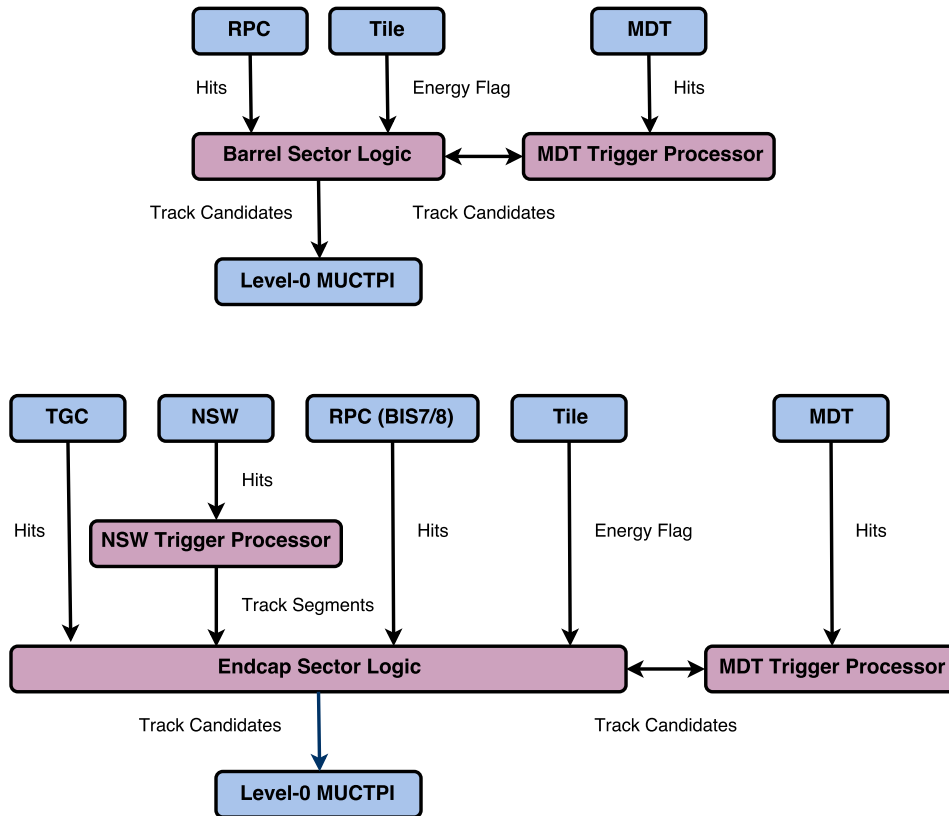 RPC
Tile
MDT
Hits
Energy Flag
Hits
Barrel Sector Logic
MDT Trigger Processor
Track Candidates
Track Candidates
Level-0 MUCTPI
TGC
NSW
RPC (BIS7/8)
Tile
MDT
Hits
Hits
Hits
Energy Flag
Hits
NSW Trigger Processor
Track Segments
Endcap Sector Logic
MDT Trigger Processor
Track Candidates
Track Candidates
Level-0 MUCTPI